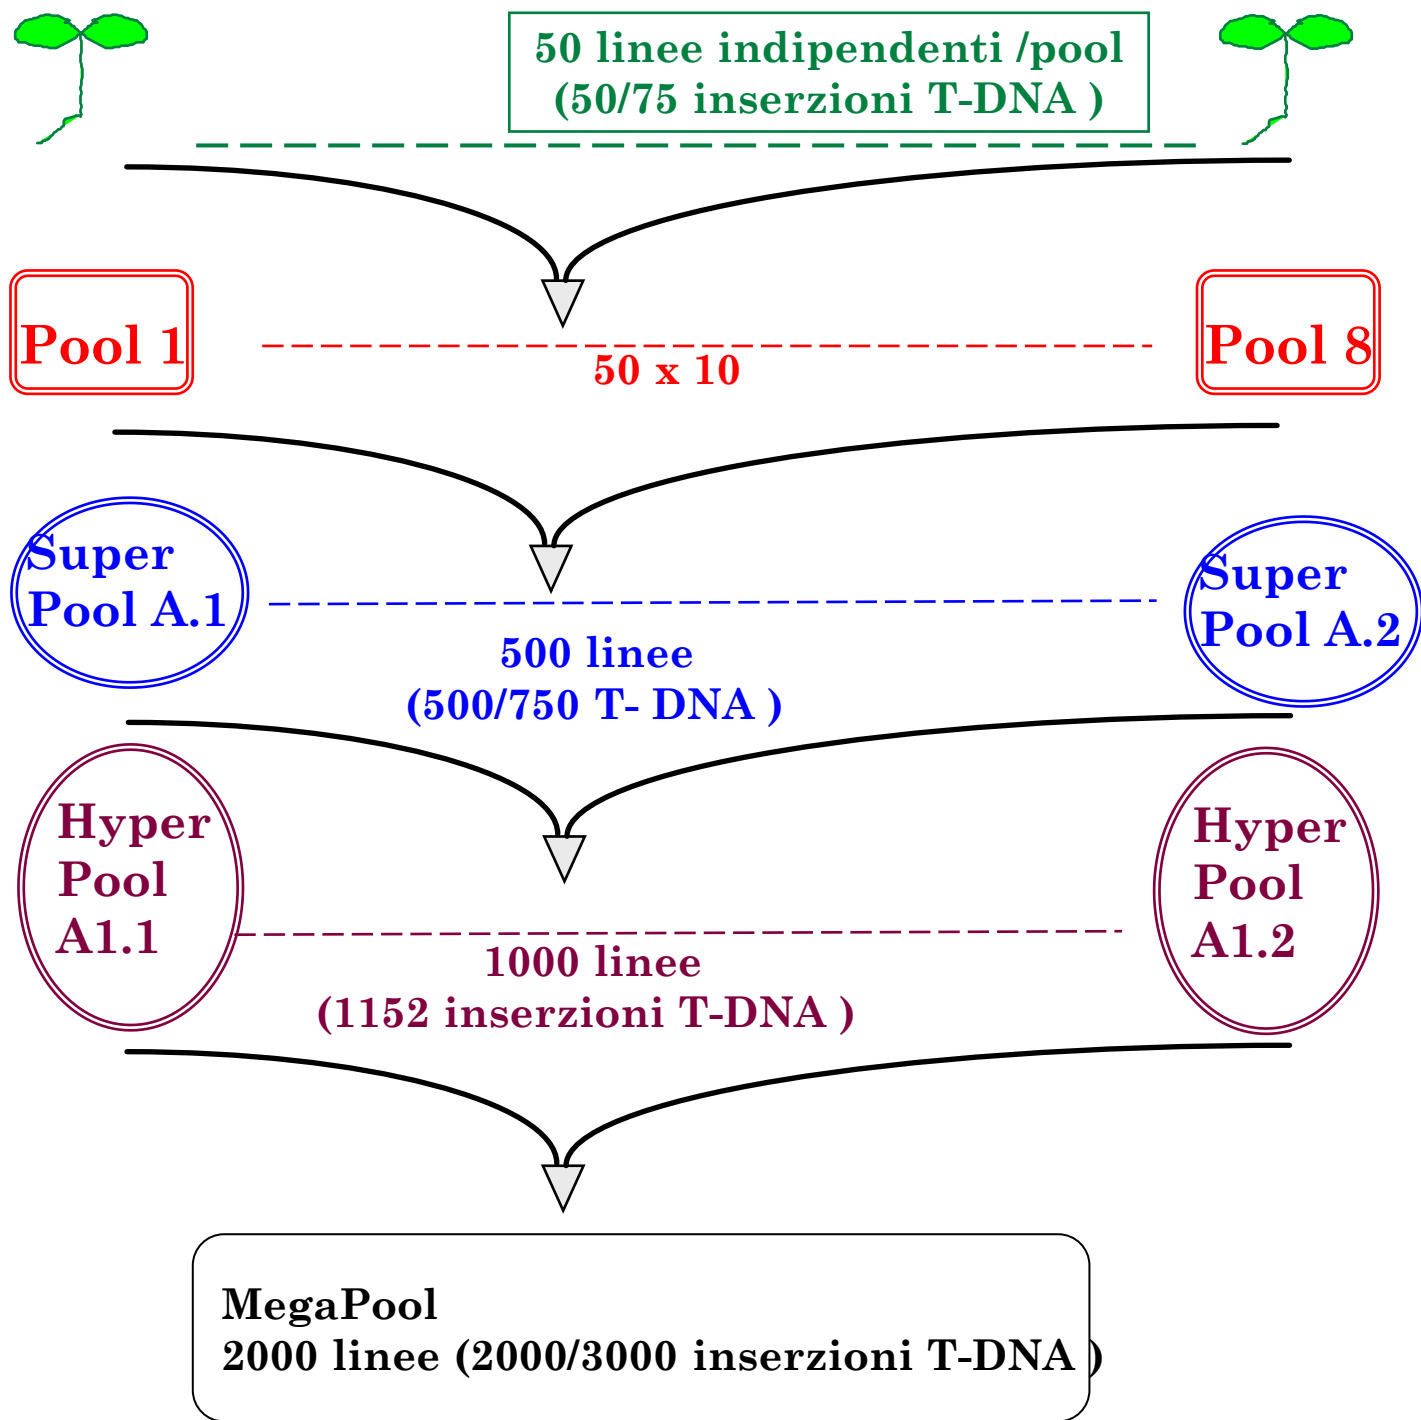 50 linee indipendenti /pool
(50/75 inserzioni T-DNA )
Pool 1
Pool 8
50 x 10
Super
Pool A.1
Super
Pool A.2
500 linee
(500/750 T- DNA )
Hyper
Pool
A1.1
Hyper
Pool
A1.2
1000 linee
(1152 inserzioni T-DNA )
MegaPool
2000 linee (2000/3000 inserzioni T-DNA )